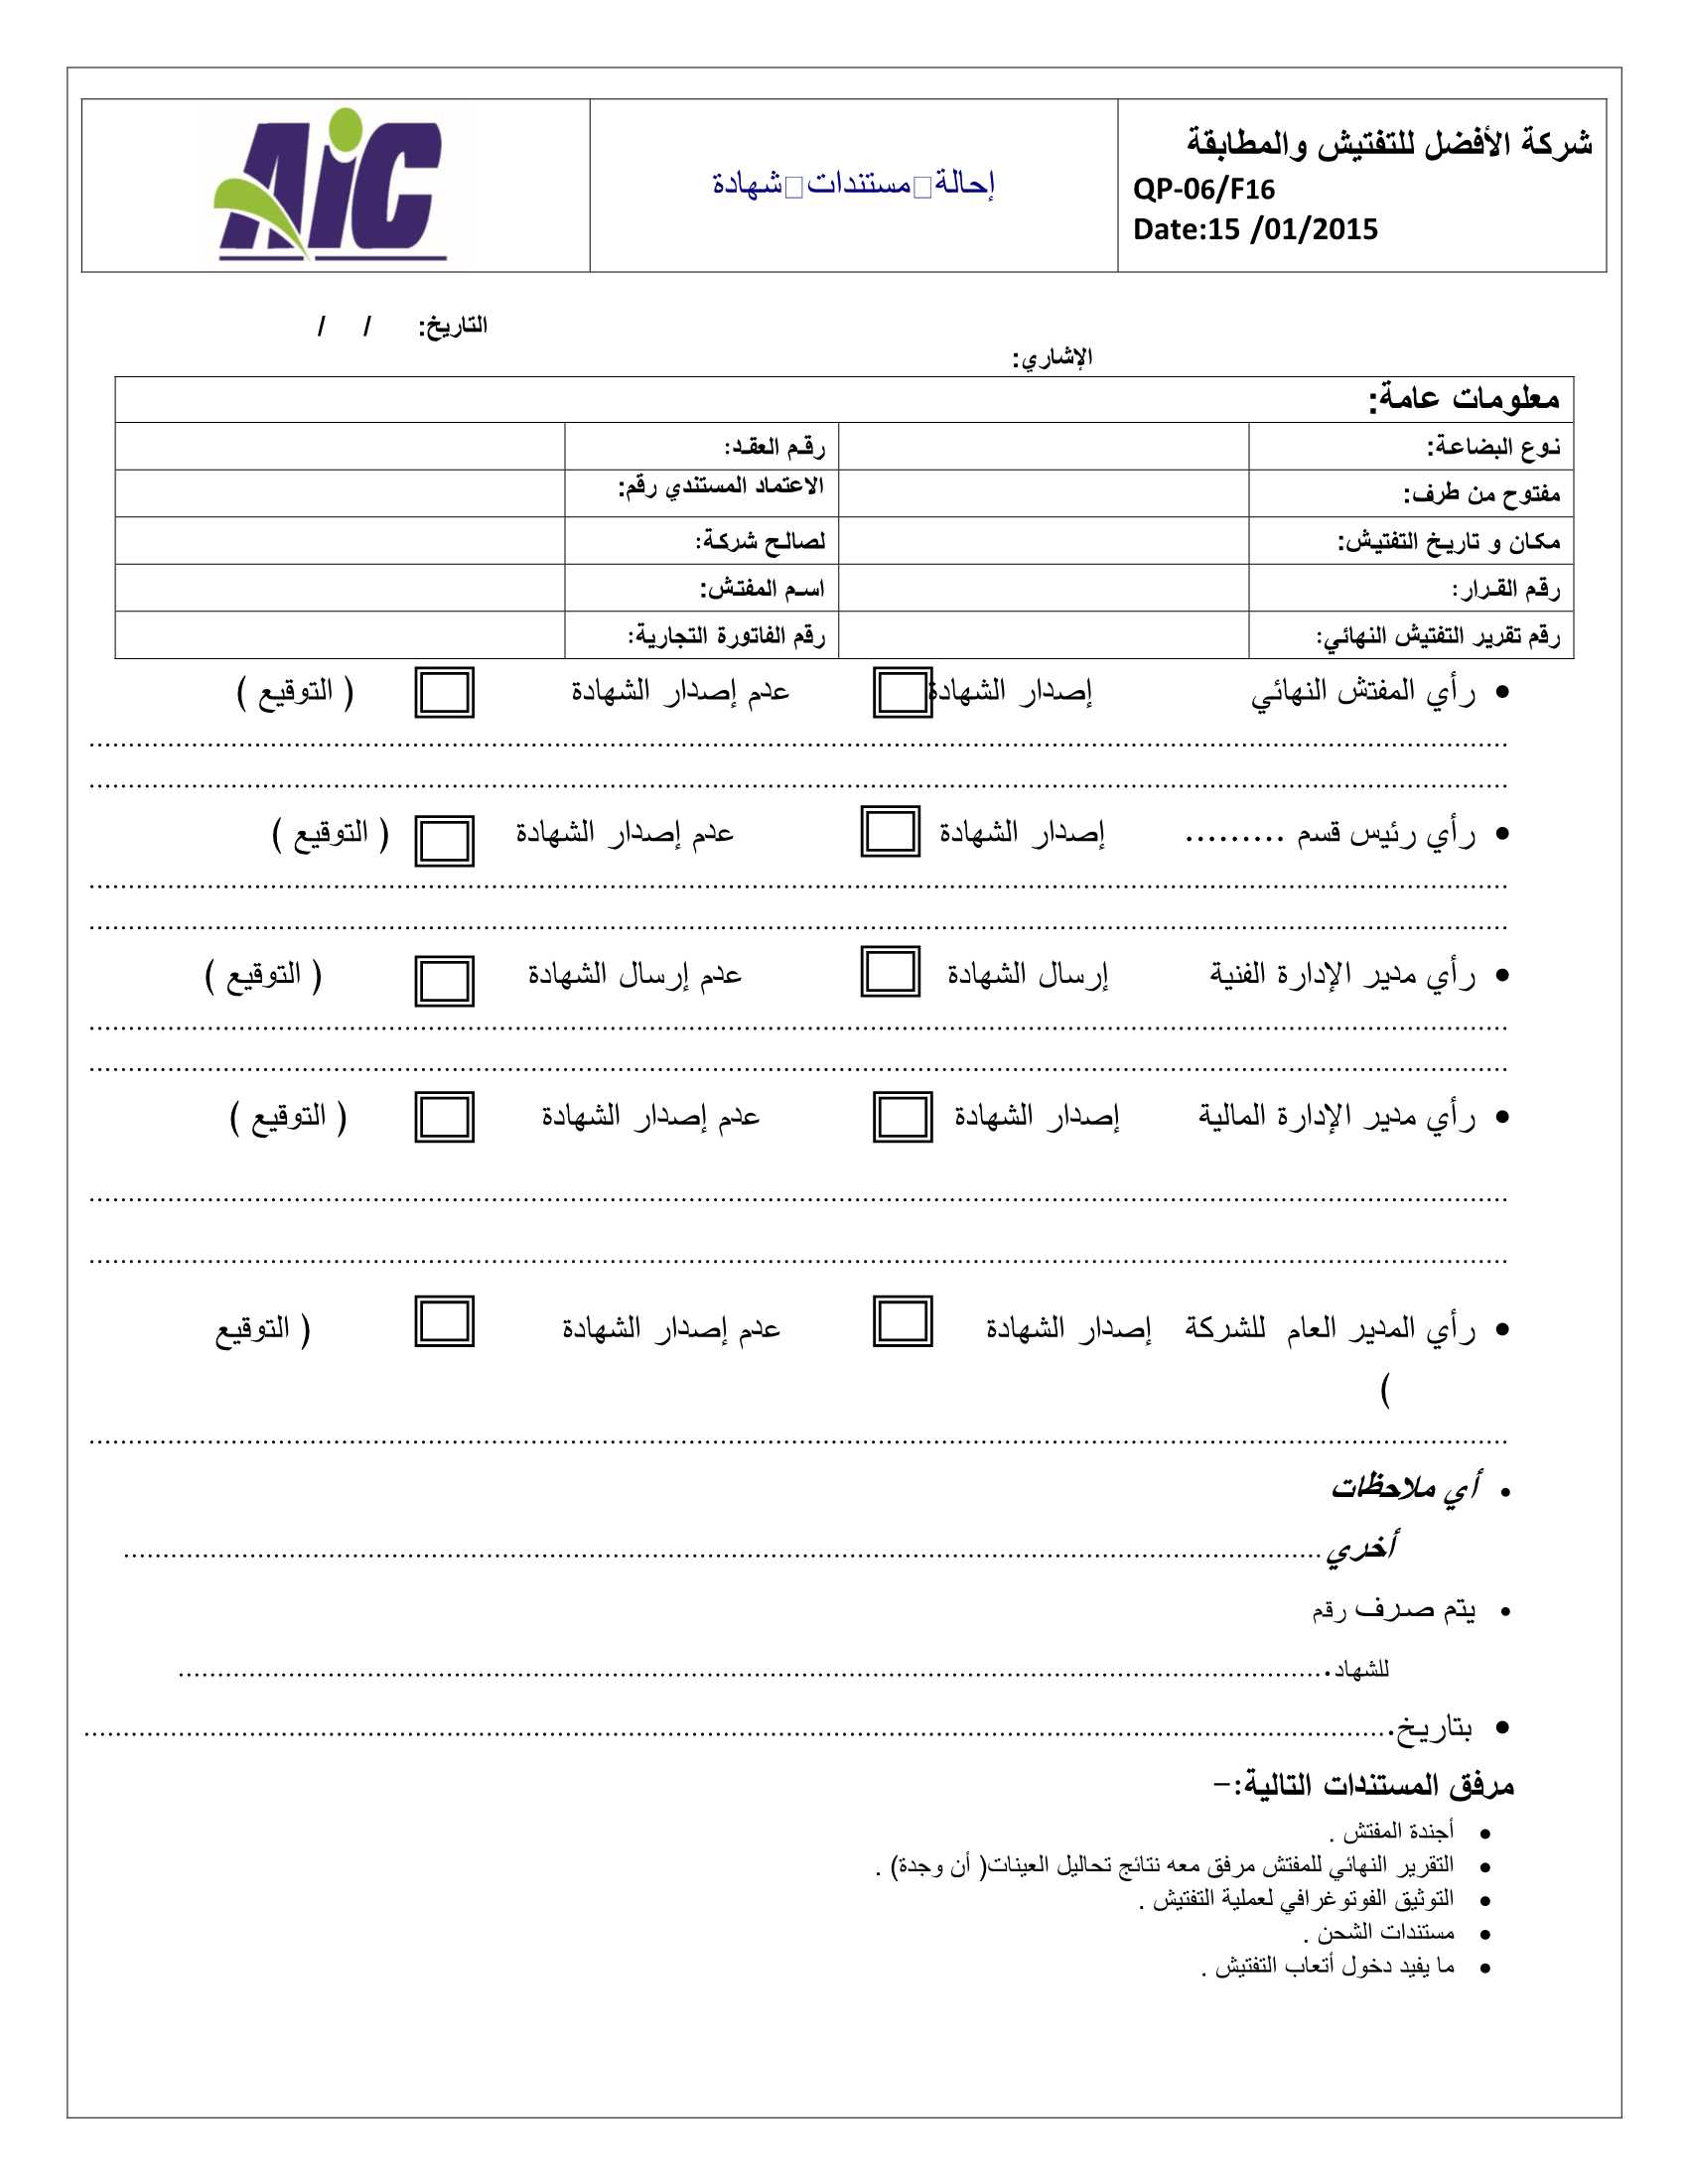 شركة الأفضل للتفتيش والمطابقة
QP-06/F16
Date:15 /01/2015
إحالة مستندات شهادة
AiC
التاريخ: / /
الإشاري:
معلومات عامة:
نوع البضاعة: رقم العقد:
مفتوح من طرف: الاعتماد المستندي رقم:
مكان و تاريخ التفتيش: لصالح شركة:
رقم القرار: اسم المفتش:
رقم تقرير التفتيش النهائي: رقم الفاتورة التجارية:
• رأي المفتش النهائي إصدار الشهادة عدم إصدار الشهادة ( التوقيع )
• رأي رئيس قسم ......... إصدار الشهادة عدم إصدار الشهادة ( التوقيع )
• رأي مدير الإدارة الفنية إرسال الشهادة عدم إرسال الشهادة ( التوقيع )
• رأي مدير الإدارة المالية إصدار الشهادة عدم إصدار الشهادة ( التوقيع )
• رأي المدير العام للشركة إصدار الشهادة عدم إصدار الشهادة ( التوقيع
)
• أي ملاحظات
أخري
• يتم صرف رقم
للشهاد.
• بتاريخ.
مرفق المستندات التالية:-
• أجندة المفتش .
• التقرير النهائي للمفتش مرفق معه نتائج تحاليل العينات( أن وجدة) .
• التوثيق الفوتوغرافي لعملية التفتيش .
• مستندات الشحن .
• ما يفيد دخول أتعاب التفتيش .